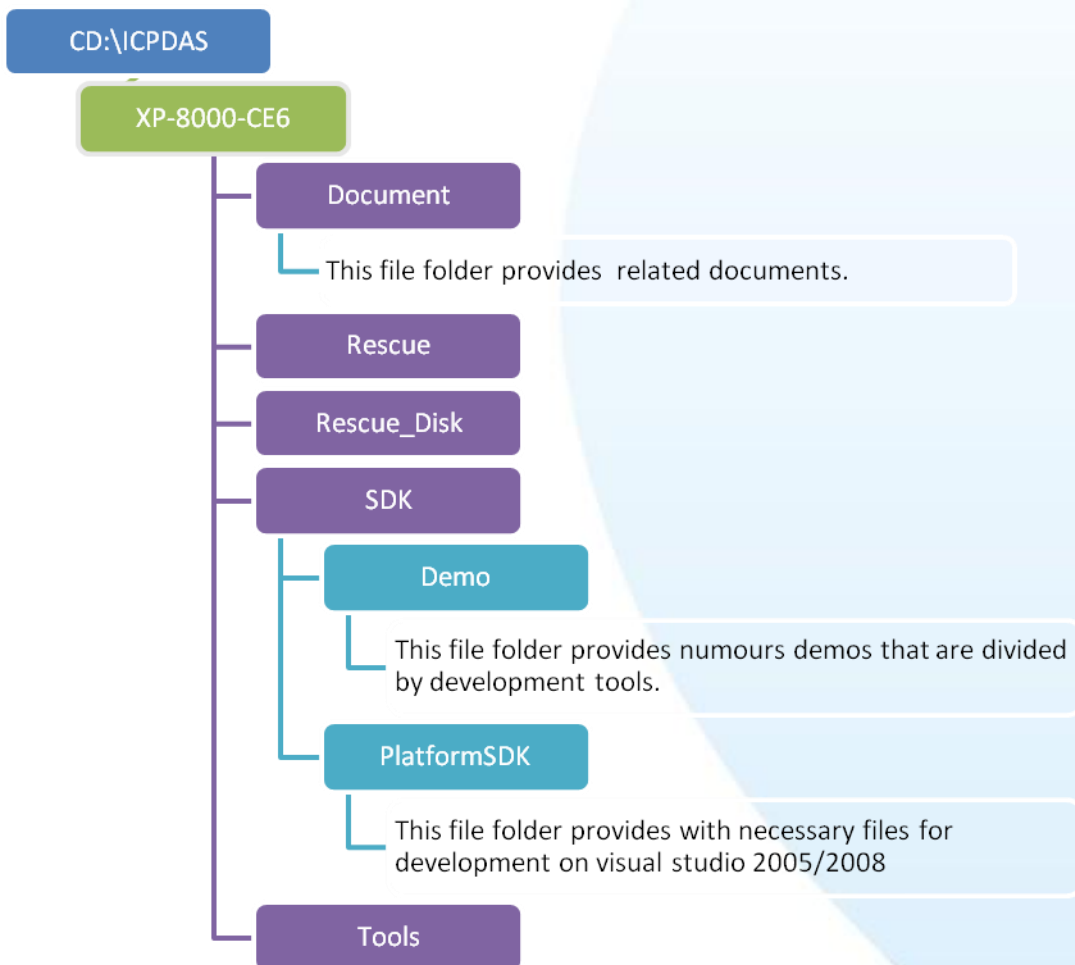 CD:\ICPDAS
XP-8000-CE6
Document
This file folder provides related documents.
Rescue
Rescue_Disk
SDK
Demo
This file folder provides numours demos that are divided
by development tools.
PlatformSDK
This file folder provides with necessary files for
development on visual studio 2005/2008
Tools